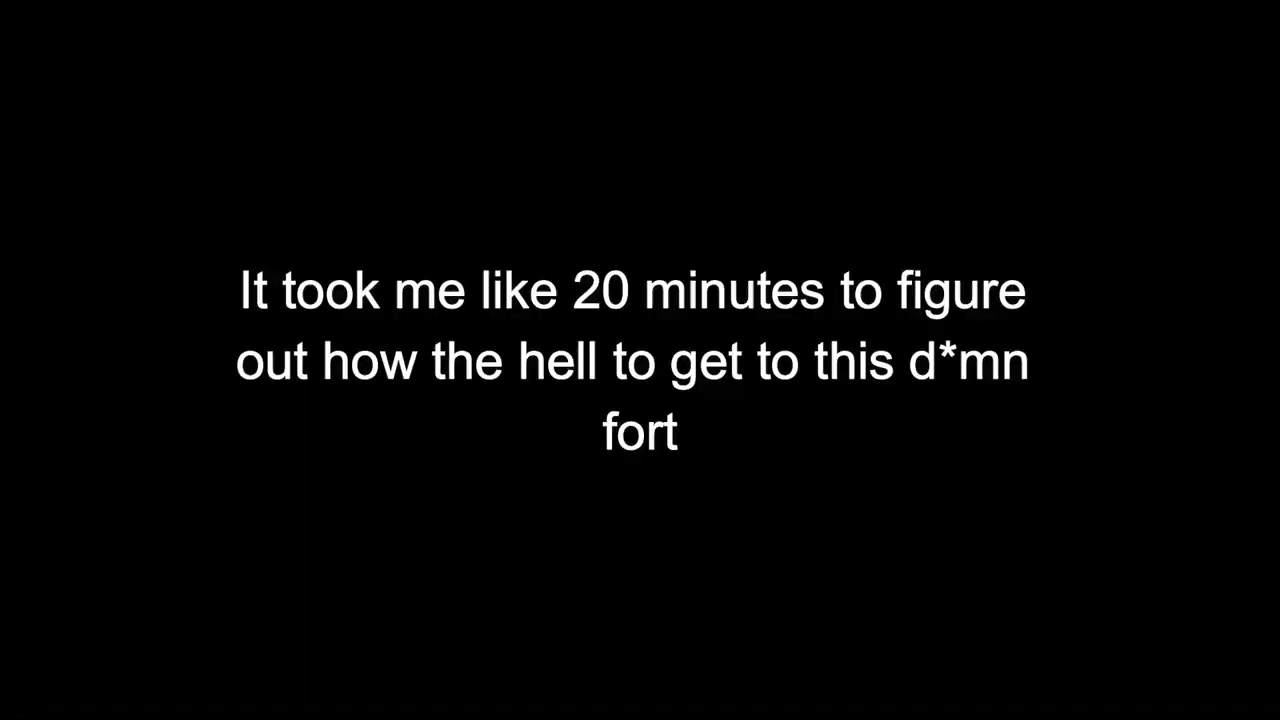 It took me like 20 minutes to figure
out how the hell to get to this d*mn
fort